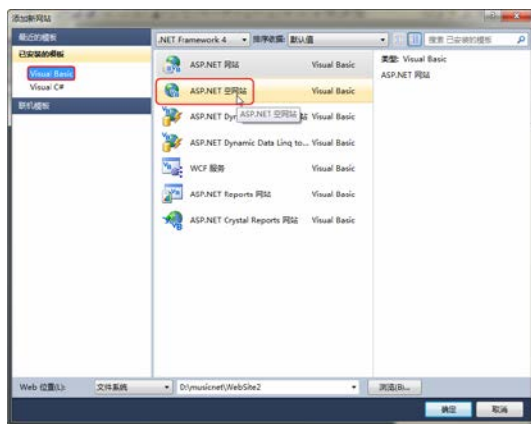 添加新网站
最近的模板
已安装的模板
Visual Basic
Visual C#
联机模板
.NET Framework 4 排序依据: 默认值
搜索 已安装的模板
ASP.NET 网站 Visual Basic
ASP.NET 空网站 Visual Basic
ASP.NET Dyn Visual Basic
ASP.NET 空网站
ASP.NET Dynamic Data Linq to... Visual Basic
WCF 服务 Visual Basic
ASP.NET Reports 网站 Visual Basic
ASP.NET Crystal Reports 网站 Visual Basic
类型: Visual Basic
ASP.NET 网站
Web 位置(L): 文件系统 D:\musicnet\WebSite2 浏览(B)...
确定 取消